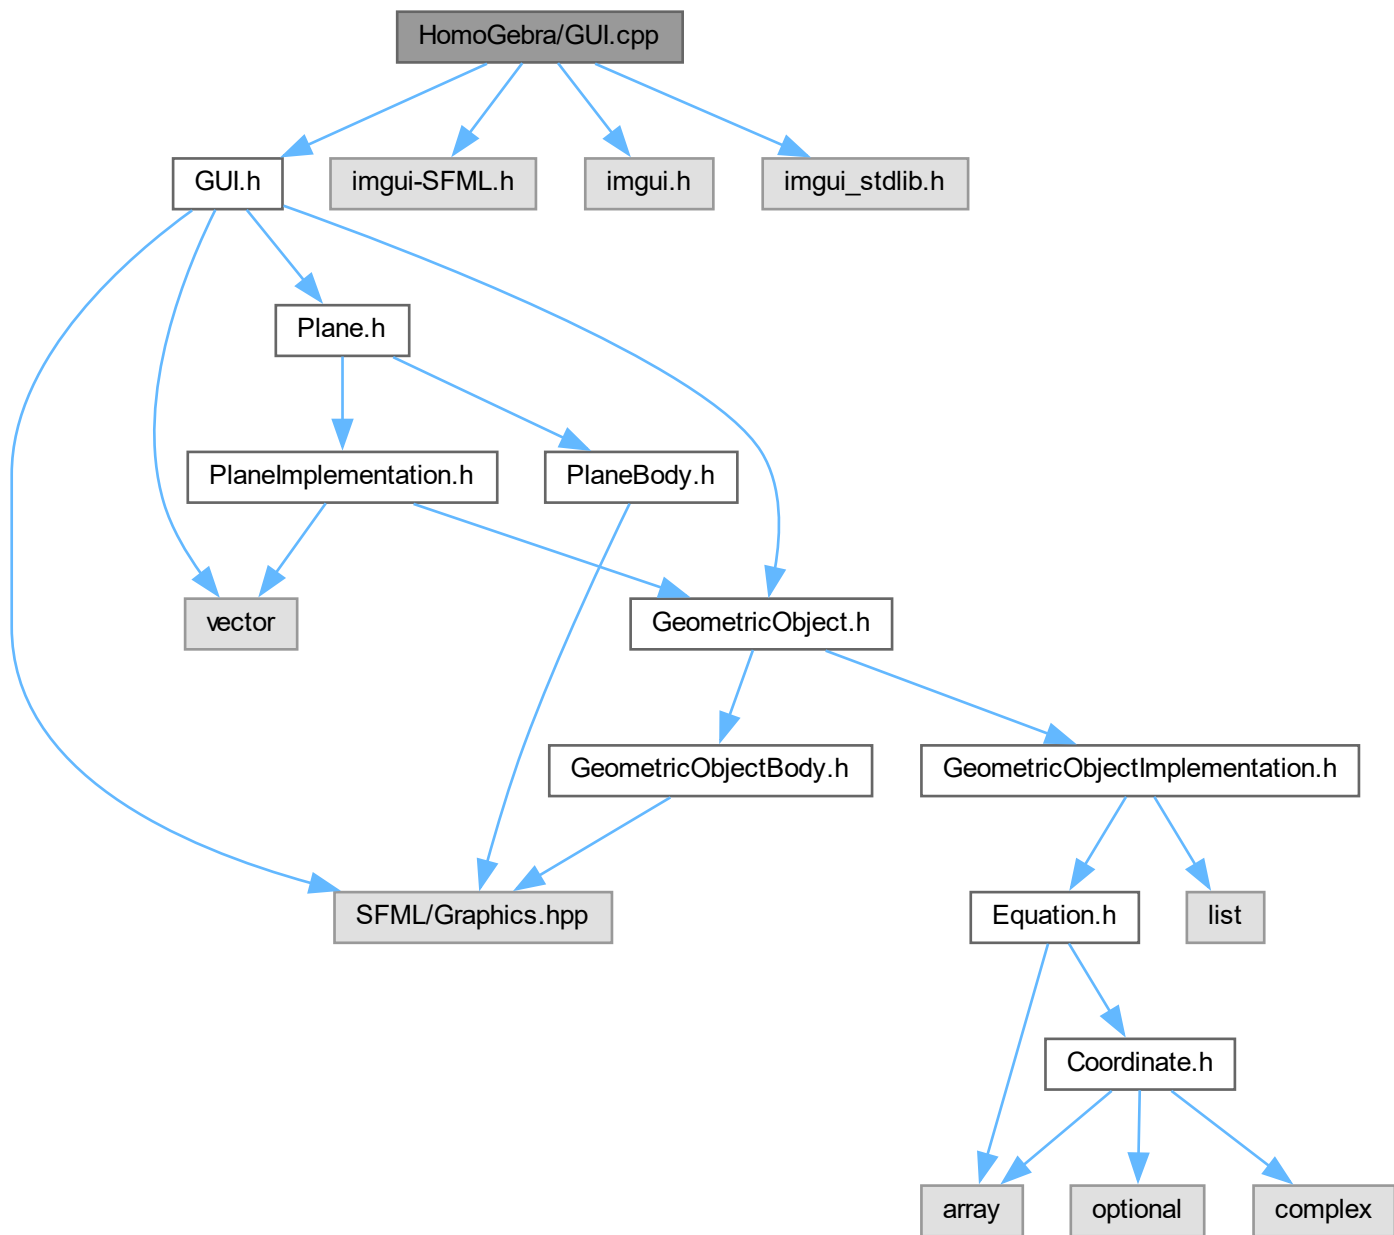 HomoGebra/GUI.cpp
GUI.h
imgui-SFML.h
imgui.h
imgui_stdlib.h
Plane.h
PlaneImplementation.h
PlaneBody.h
vector
GeometricObject.h
GeometricObjectBody.h
GeometricObjectImplementation.h
SFML/Graphics.hpp
Equation.h
list
Coordinate.h
array
optional
complex